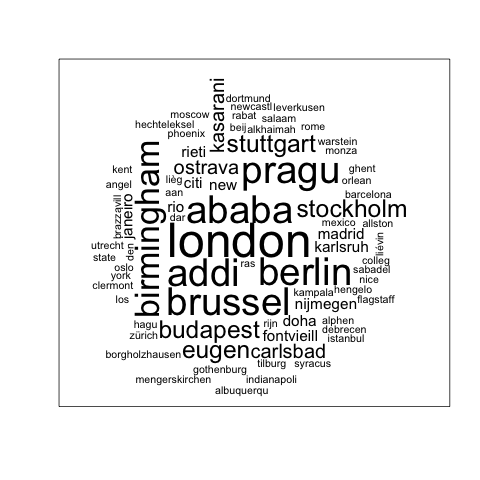 kasarani
dortmund
newcastl leverkusen
moscow rabat salaam
hechteleksel beij alkhaimah rome
phoenix stuttgart warstein
rieti monza
birmingham
kent ostrava pragu ghent
angel lièg citi new orlean
aan barcelona
brazzavill janeiro rio ababa stockholm
dar mexico allston
utrecht den london madrid
state karlsruh liévin
oslo addi ras berlin colleg
york sabadel
clermont nice
los brussel kampala hengelo
nijmegen flagstaff
hagu budapest rijn doha alphen
zürich fontvieill debrecen
istanbul
borgholzhausen eugen carlsbad
gothenburg tilburg syracus
mengerskirchen indianapoli
albuquerqu